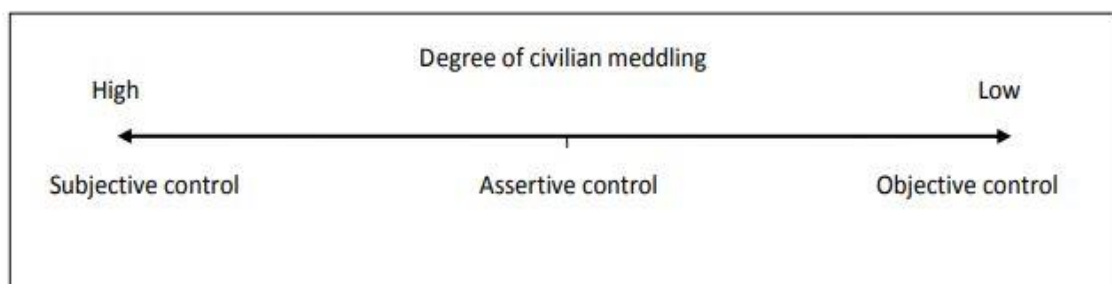 Degree of civilian meddling
High Low
Subjective control Assertive control Objective control